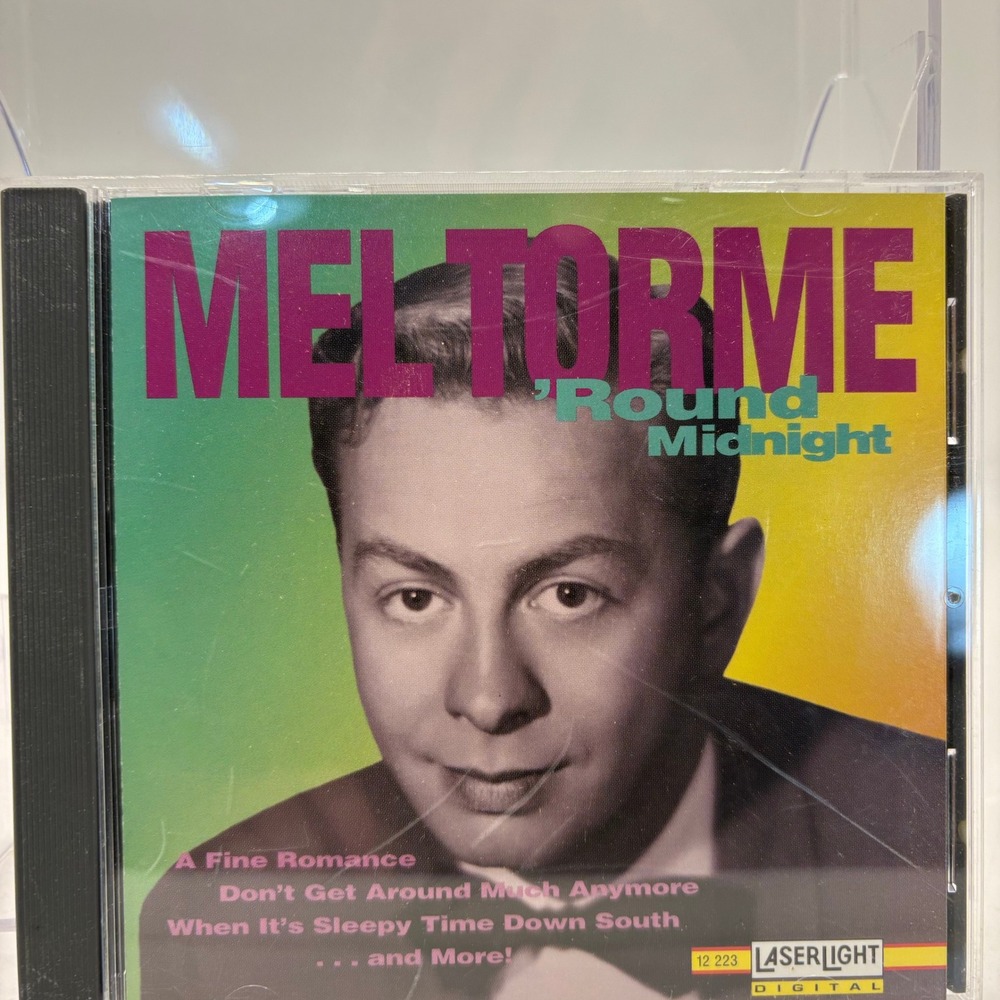 MEL TORME
'Round
Midnight
A Fine Romance
Don't Get Around Much Anymore
When It's Sleepy Time Down South
. . . and More!
12 223 LASERLIGHT
DIGITAL